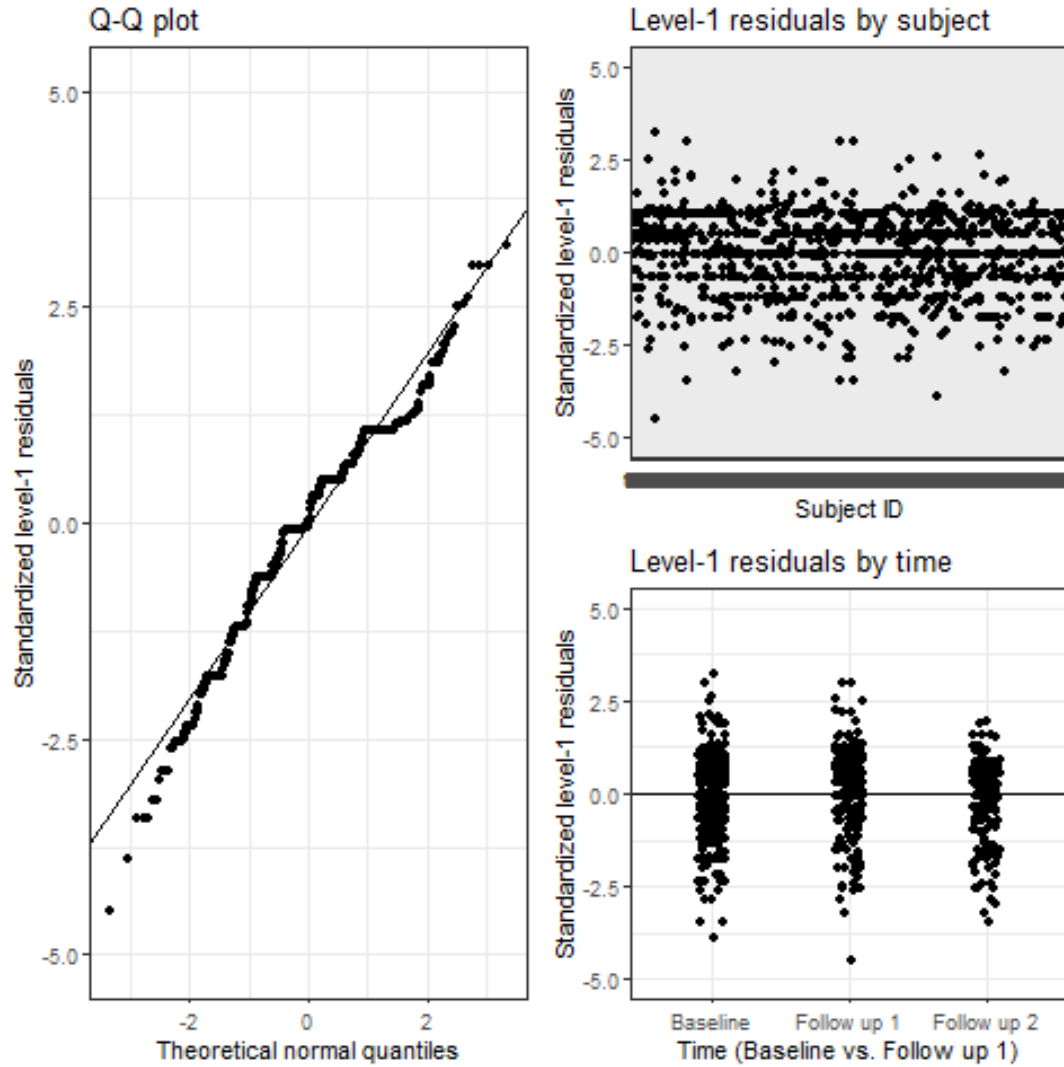 Q-Q plot
Standardized level-1 residuals
5.0
2.5
0.0
-2.5
-5.0
-2
0
2
Theoretical normal quantiles
Level-1 residuals by subject
Standardized level-1 residuals
5.0
2.5
0.0
-2.5
-5.0
Subject ID
Level-1 residuals by time
Standardized level-1 residuals
5.0
2.5
0.0
-2.5
-5.0
Baseline
Follow up 1
Follow up 2
Time (Baseline vs. Follow up 1)